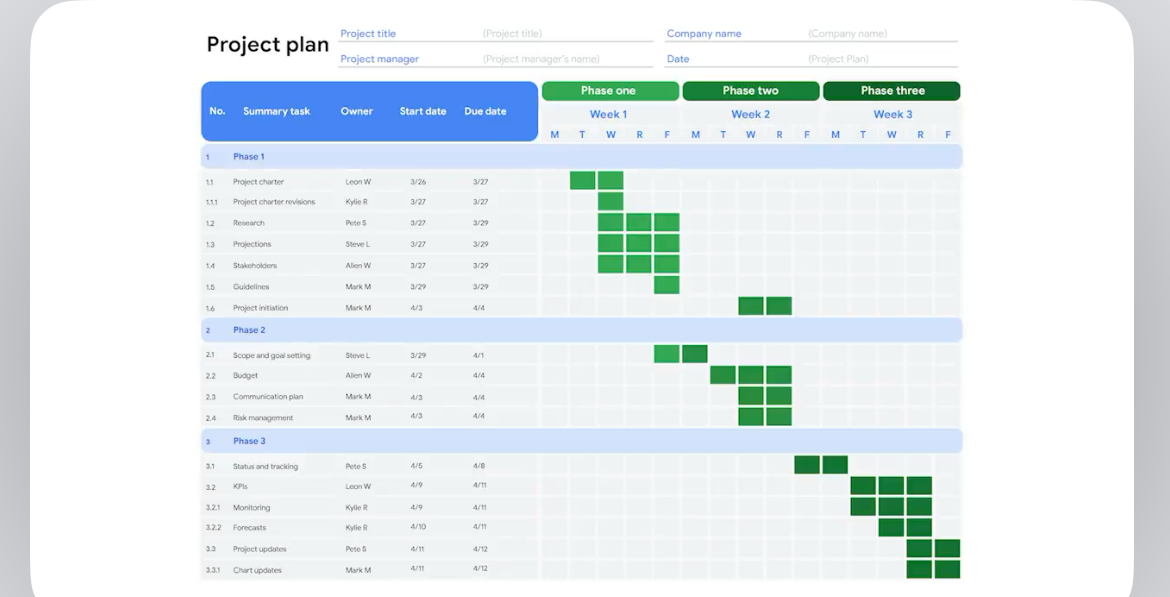 Project plan
Project title (Project title) Company name (Company name)
Project manager (Project manager's name) Date (Project Plan)
No. Summary task Owner Start date Due date Phase one Phase two Phase three
Week 1 Week 2 Week 3
M T W R F M T W R F M T W R F
1 Phase 1
1.1 Project charter Leon W 3/26 3/27
1.1.1 Project charter revisions Kylie R 3/27 3/27
1.2 Research Pete S 3/27 3/29
1.3 Projections Steve L 3/27 3/29
1.4 Stakeholders Allen W 3/27 3/29
1.5 Guidelines Mark M 3/29 3/29
1.6 Project initiation Mark M 4/3 4/4
2 Phase 2
2.1 Scope and goal setting Steve L 3/29 4/1
2.2 Budget Allen W 4/2 4/4
2.3 Communication plan Mark M 4/3 4/4
2.4 Risk management Mark M 4/3 4/4
3 Phase 3
3.1 Status and tracking Pete S 4/5 4/8
3.2 KPIs Leon W 4/9 4/11
3.2.1 Monitoring Kylie R 4/9 4/11
3.2.2 Forecasts Kylie R 4/10 4/11
3.3 Project updates Pete S 4/11 4/12
3.3.1 Chart updates Mark M 4/11 4/12